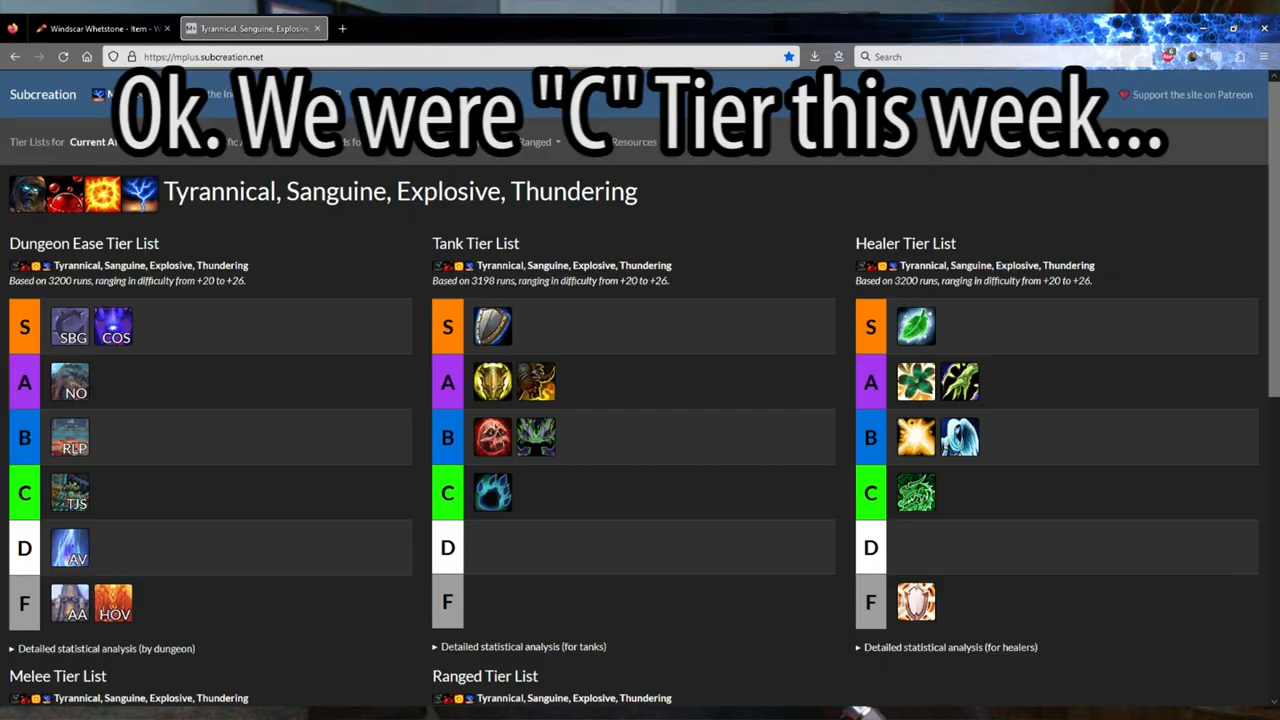 Windscar Whetstone - Item - W
Tyrannical, Sanguine, Explosive,
https://mplus.subcreation.net
Search
Subcreation
Support the site on Patreon
Ok. We were "C" Tier this week...
Tier Lists for
Ranged
Resources
Tyrannical, Sanguine, Explosive, Thundering
Dungeon Ease Tier List
Tyrannical, Sanguine, Explosive, Thundering
Based on 3200 runs, ranging in difficulty from +20 to +26.
S
SBG
COS
A
NO
B
RLP
C
TJS
D
AV
F
AA
HOV
Detailed statistical analysis (by dungeon)
Tank Tier List
Tyrannical, Sanguine, Explosive, Thundering
Based on 3198 runs, ranging in difficulty from +20 to +26.
S
A
B
C
D
F
Detailed statistical analysis (for tanks)
Healer Tier List
Tyrannical, Sanguine, Explosive, Thundering
Based on 3200 runs, ranging in difficulty from +20 to +26.
S
A
B
C
D
F
Detailed statistical analysis (for healers)
Melee Tier List
Tyrannical, Sanguine, Explosive, Thundering
Ranged Tier List
Tyrannical, Sanguine, Explosive, Thundering